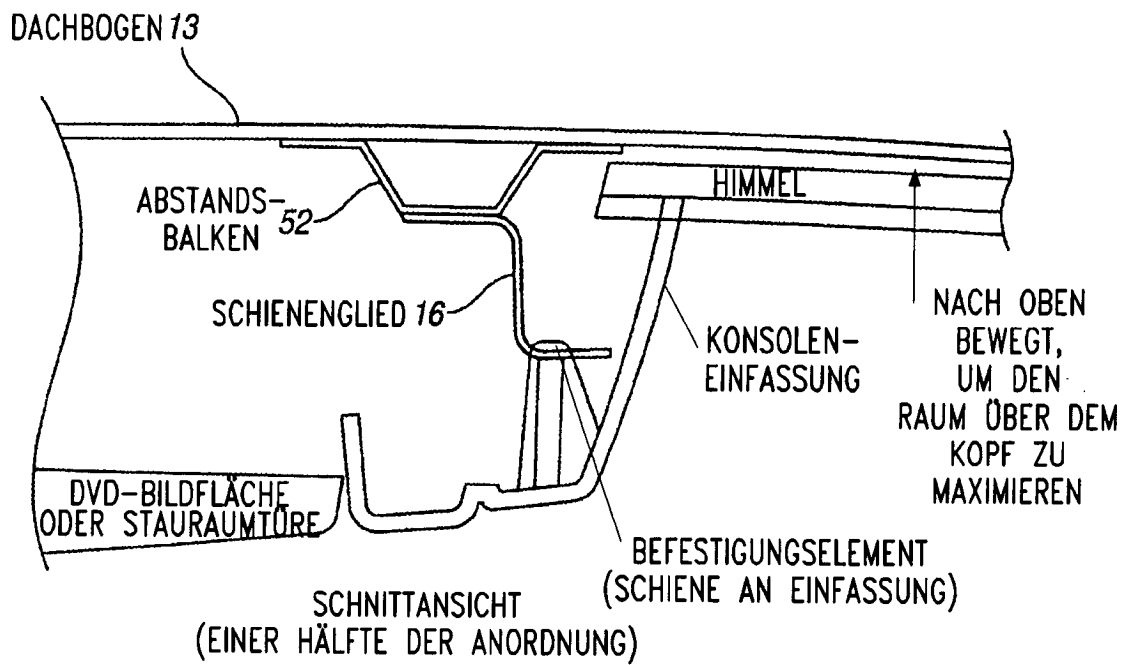 DACHBOGEN 13
HIMMEL
ABSTANDS-
BALKEN 52
SCHIENENGLIED 16
KONSOLEN-
EINFASSUNG
NACH OBEN
BEWEGT,
UM DEN
RAUM ÜBER DEM
KOPF ZU
MAXIMIEREN
DVD-BILDFLÄCHE
ODER STAURAUMTÜRE
BEFESTIGUNGSELEMENT
(SCHIENE AN EINFASSUNG)
SCHNITTANSICHT
(EINER HÄLFTE DER ANORDNUNG)